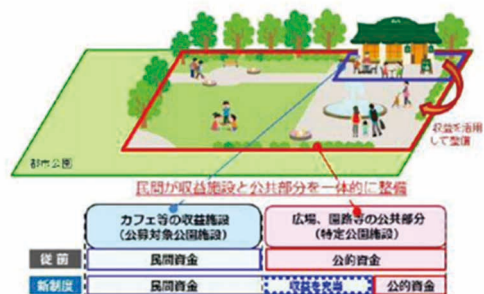 収益を活用
して整備
都市公園
民間が収益施設と公共部分を一体的に整備
カフェ等の収益施設
(公募対象公園施設)
広場、園路等の公共部分
(特定公園施設)
従前
民間資金
公的資金
新制度
民間資金
収益を充当
公的資金